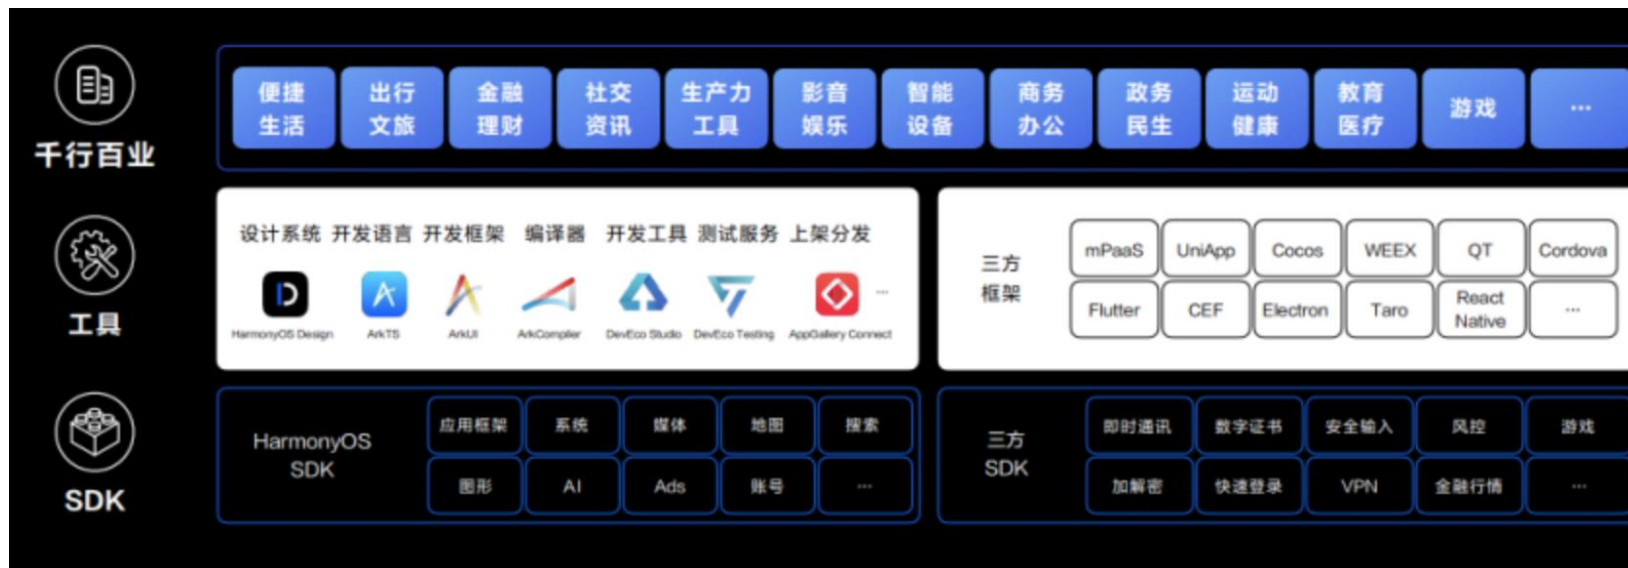 千行百业
便捷
生活
出行
文旅
金融
理财
社交
资讯
生产力
工具
影音
娱乐
智能
设备
商务
办公
政务
民生
运动
健康
教育
医疗
游戏
···
工具
设计系统 开发语言 开发框架 编译器 开发工具 测试服务 上架分发
HarmonyOS Design ArkTS ArkUI ArkCompiler DevEco Studio DevEco Testing AppGallery Connect ···
三方
框架
mPaaS UniApp Cocos WEEX QT Cordova
Flutter CEF Electron Taro React
Native
···
SDK
HarmonyOS
SDK
应用框架 系统 媒体 地图 搜索
图形 AI Ads 账号 ···
三方
SDK
即时通讯 数字证书 安全输入 风控 游戏
加解密 快速登录 VPN 金融行情 ···